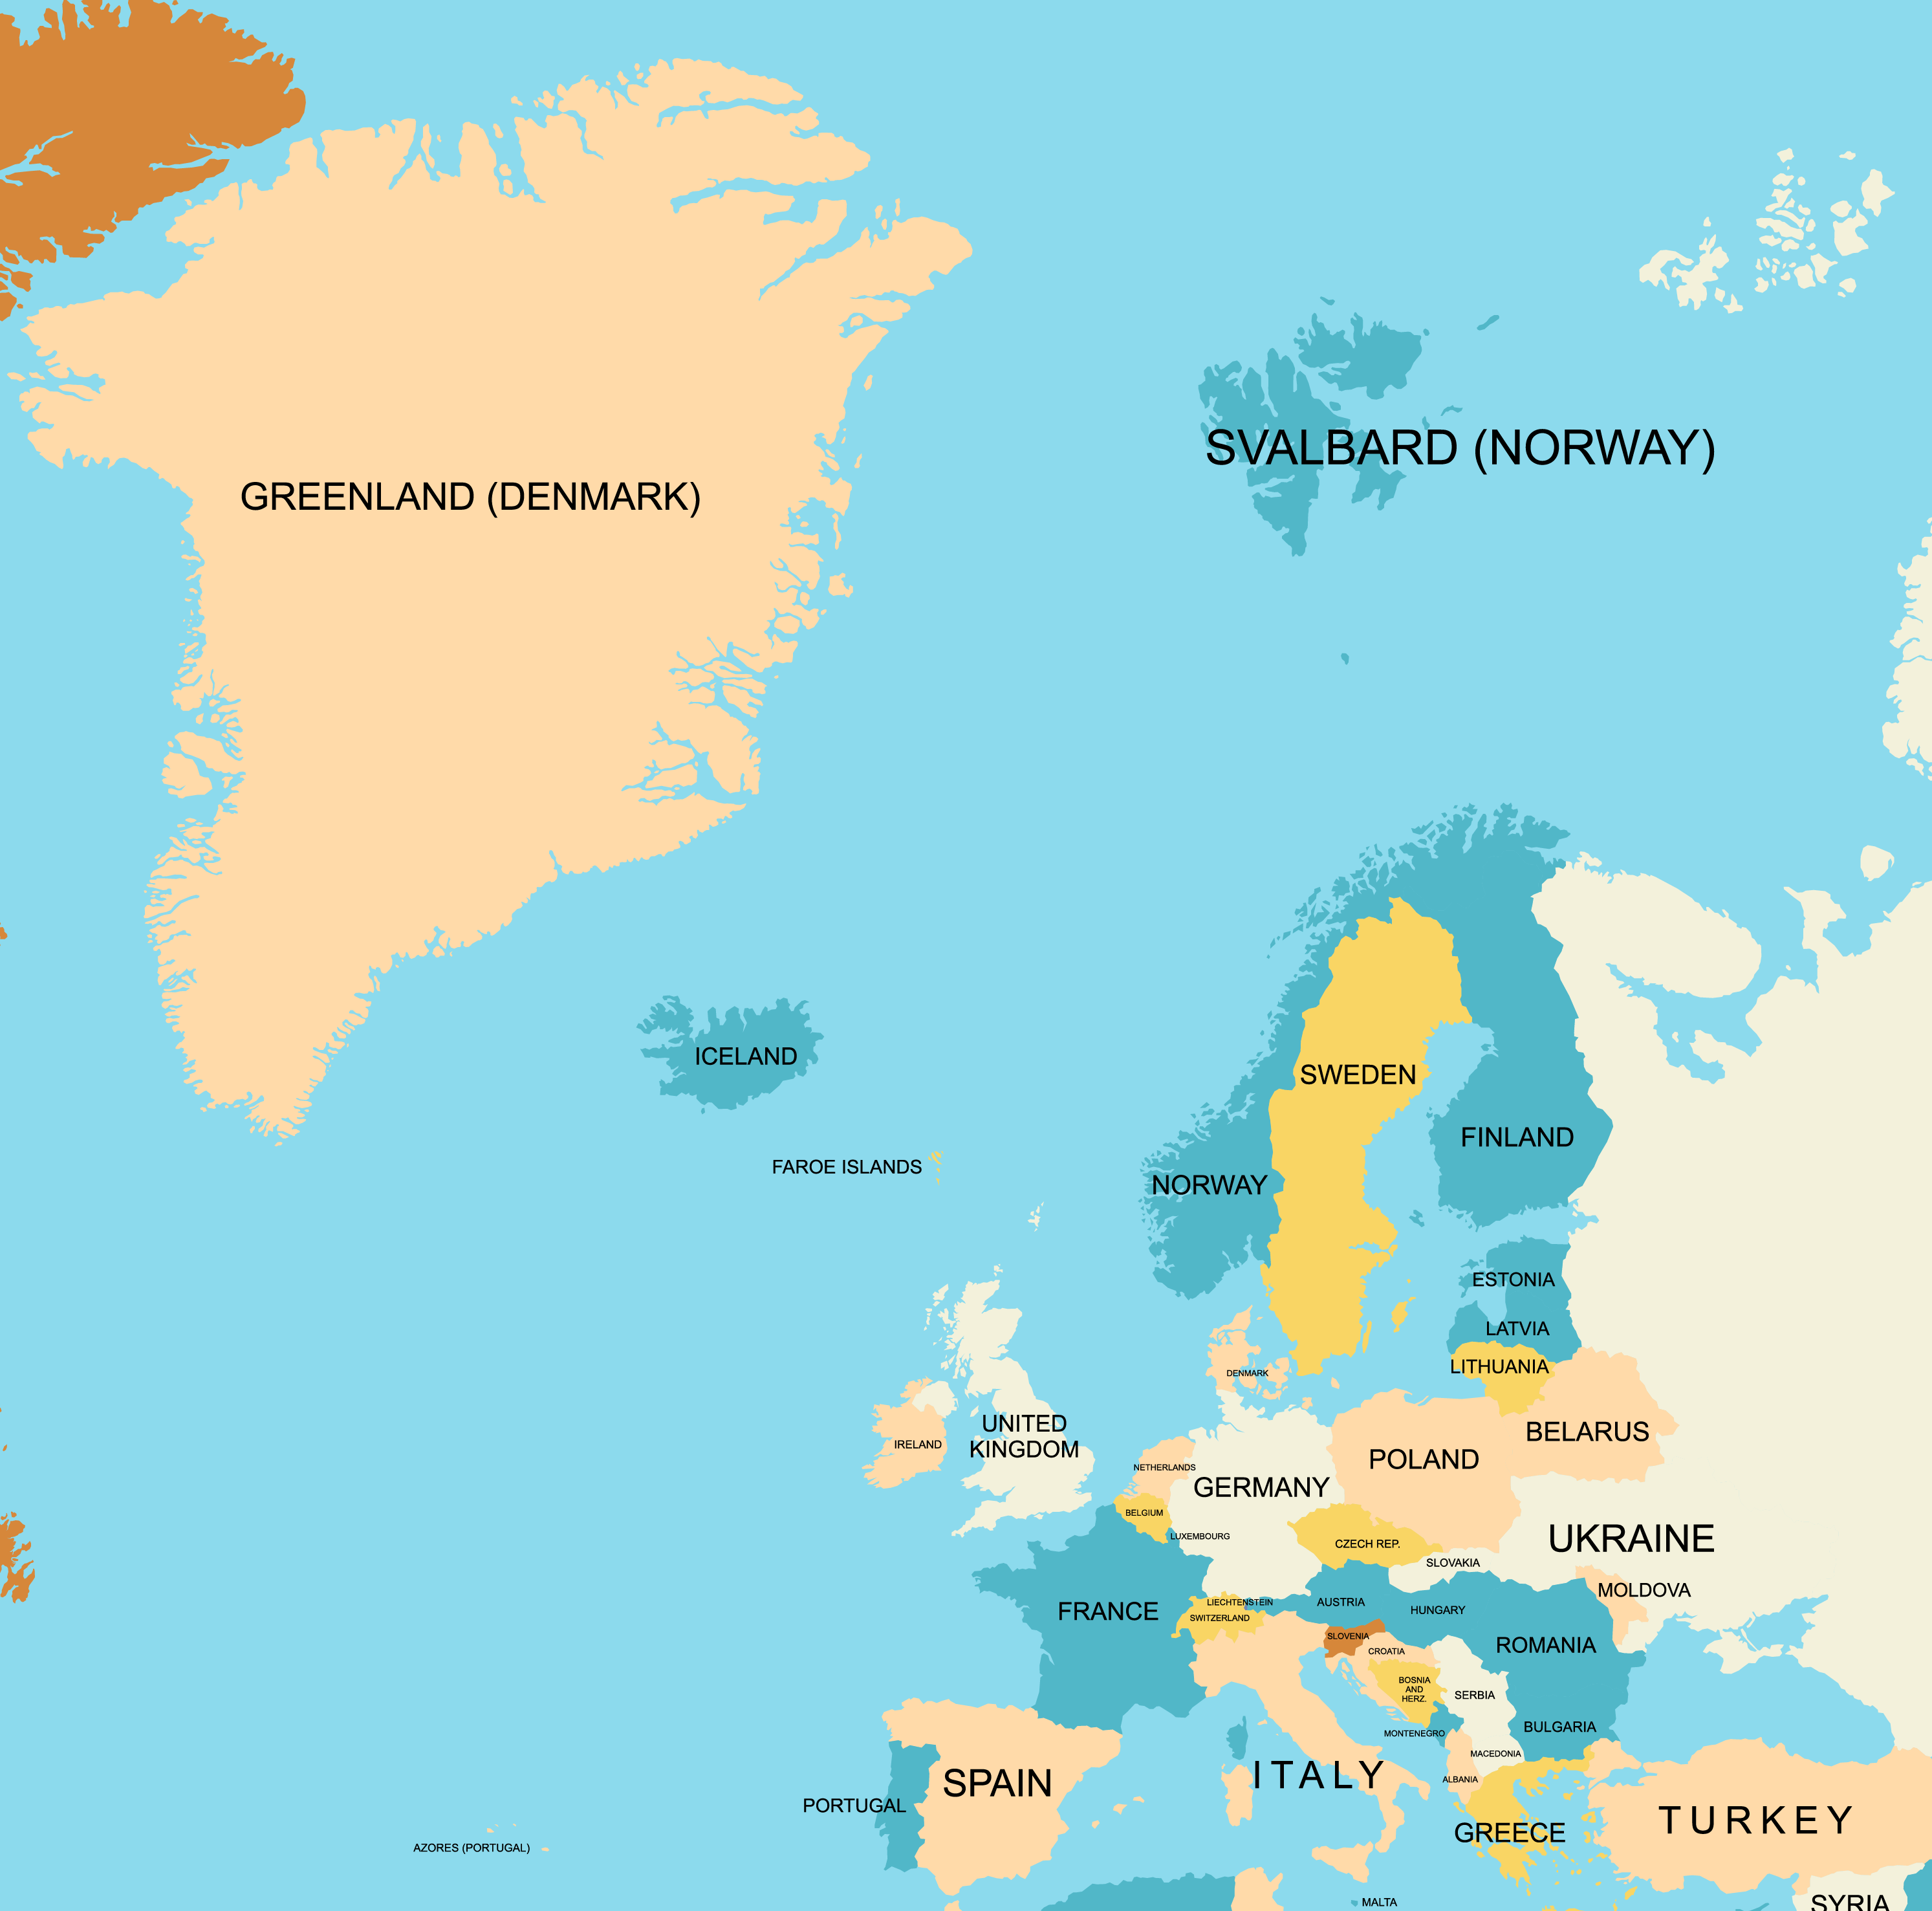 SVALBARD (NORWAY)
GREENLAND (DENMARK)
ICELAND
SWEDEN
FINLAND
FAROE ISLANDS
NORWAY
ESTONIA
LATVIA
LITHUANIA
DENMARK
UNITED
KINGDOM
IRELAND
BELARUS
POLAND
NETHERLANDS
GERMANY
BELGIUM
LUXEMBOURG
UKRAINE
CZECH REP.
SLOVAKIA
MOLDOVA
LIECHTENSTEIN
AUSTRIA
FRANCE
HUNGARY
SWITZERLAND
SLOVENIA
ROMANIA
CROATIA
BOSNIA
AND
HERZ.
SERBIA
BULGARIA
MONTENEGRO
MACEDONIA
ITALY
SPAIN
ALBANIA
PORTUGAL
TURKEY
GREECE
AZORES (PORTUGAL)
MALTA
SYRIA